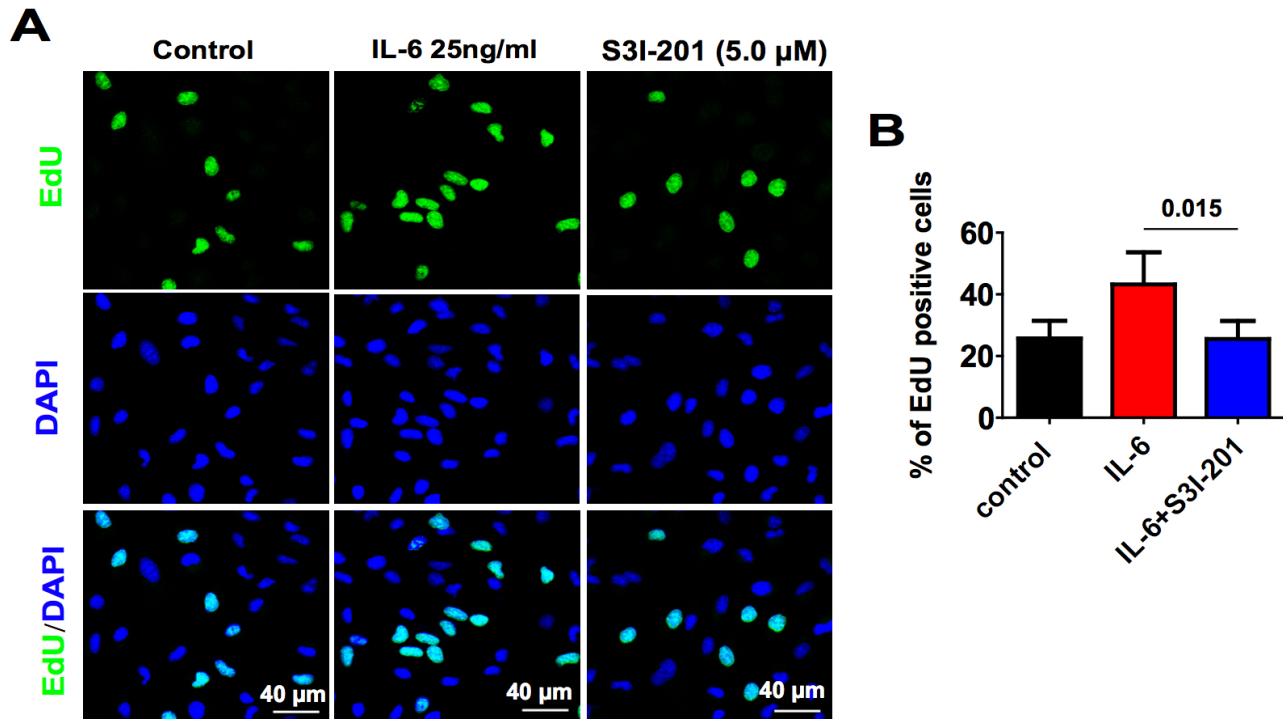 A
Control IL-6 25ng/ml S3I-201 (5.0 µM)
EdU
DAPI
EdU/DAPI
40 µm 40 µm 40 µm
B
0.015
% of EdU positive cells
60
40
20
0
control
IL-6
IL-6+S3I-201